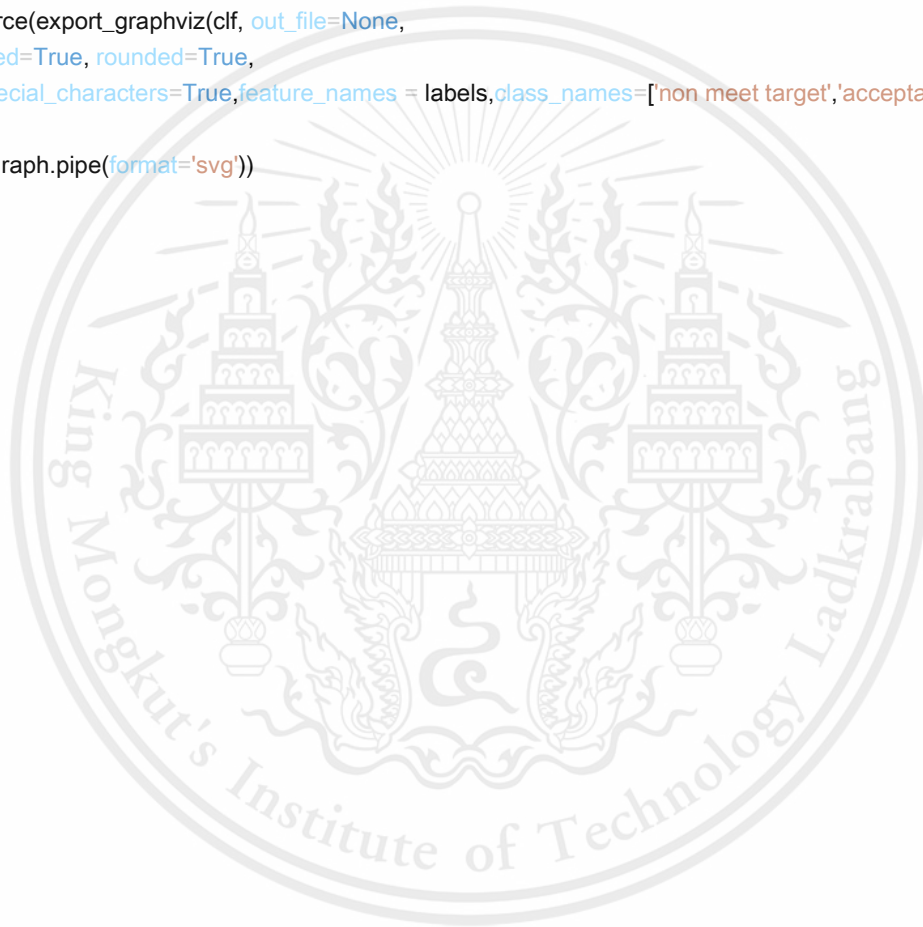 rce(export_graphviz(clf, out_file=None,
ed=True, rounded=True,
ecial_characters=True,feature_names = labels,class_names=['non meet target','accepta
raph.pipe(format='svg'))
King Mongkut's Institute of Technology Ladkrabang